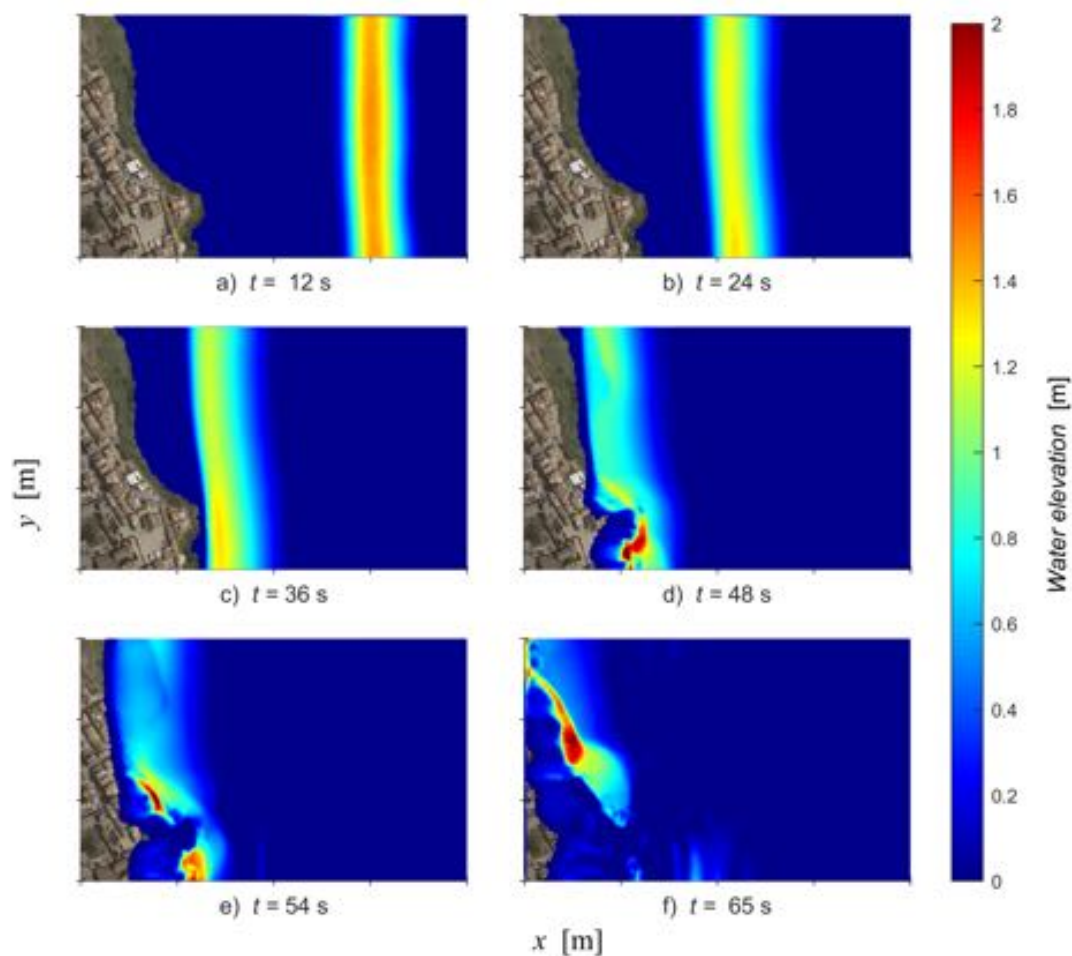 2
1.8
a) t = 12 s
b) t = 24 s
1.6
1.4
1.2
Water elevation [m]
1
y [m]
0.8
c) t = 36 s
d) t = 48 s
0.6
0.4
0.2
0
e) t = 54 s
f) t = 65 s
x [m]